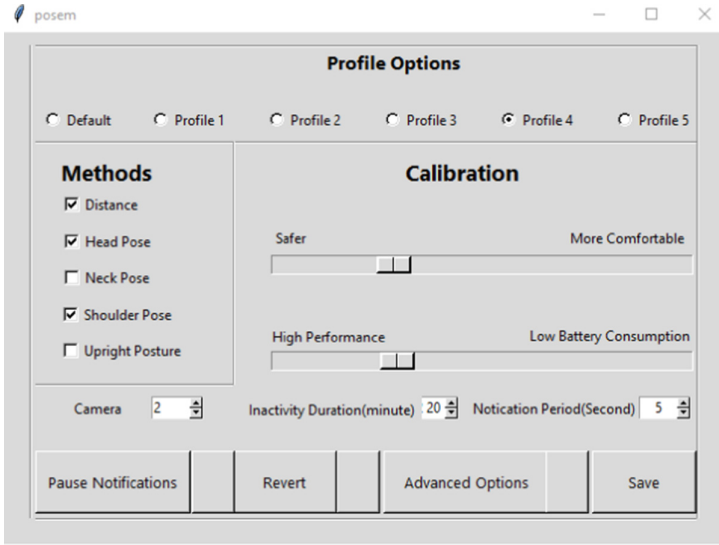 posem
Profile Options
Default Profile 1 Profile 2 Profile 3 Profile 4 Profile 5
Methods
Distance
Head Pose
Neck Pose
Shoulder Pose
Upright Posture
Calibration
Safer More Comfortable
High Performance Low Battery Consumption
Camera 2 Inactivity Duration(minute) 20 Notication Period(Second) 5
Pause Notifications Revert Advanced Options Save